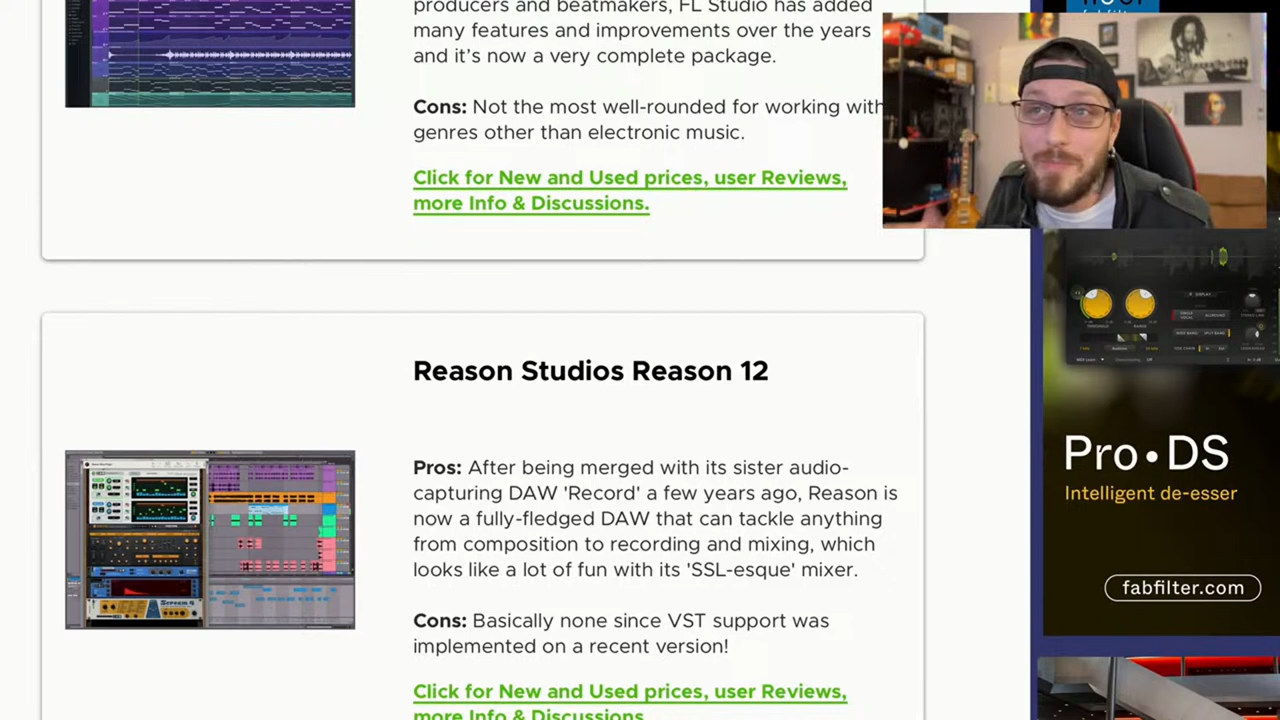 producers and beatmakers, FL Studio has added
many features and improvements over the years
and it's now a very complete package.
Cons: Not the most well-rounded for working with
genres other than electronic music.
Click for New and Used prices, user Reviews,
more Info & Discussions.
Reason Studios Reason 12
Pros: After being merged with its sister audio-
capturing DAW 'Record' a few years ago, Reason is
now a fully-fledged DAW that can tackle anything
from composition to recording and mixing, which
looks like a lot of fun with its 'SSL-esque' mixer.
Cons: Basically none since VST support was
implemented on a recent version!
Click for New and Used prices, user Reviews,
more Info & Discussions.
THRESHOLD
RANGE
Pro•DS
Intelligent de-esser
fabfilter.com